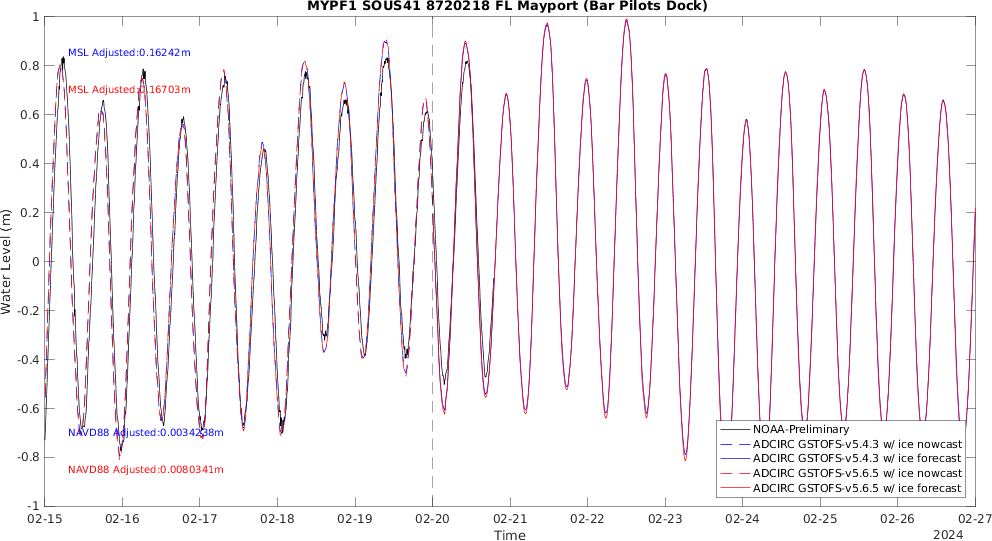 MYPF1 SOUS41 8720218 FL Mayport (Bar Pilots Dock)
1
0.8
0.6
0.4
0.2
0
-0.2
-0.4
-0.6
-0.8
-1
Water Level (m)
MSL Adjusted:0.16242m
MSL Adjusted:0.16703m
NAVD88 Adjusted:0.0034238m
NAVD88 Adjusted:0.0080341m
NOAA-Preliminary
ADCIRC GSTOFS-v5.4.3 w/ ice nowcast
ADCIRC GSTOFS-v5.4.3 w/ ice forecast
ADCIRC GSTOFS-v5.6.5 w/ ice nowcast
ADCIRC GSTOFS-v5.6.5 w/ ice forecast
02-15 02-16 02-17 02-18 02-19 02-20 02-21 02-22 02-23 02-24 02-25 02-26 02-27
Time
2024